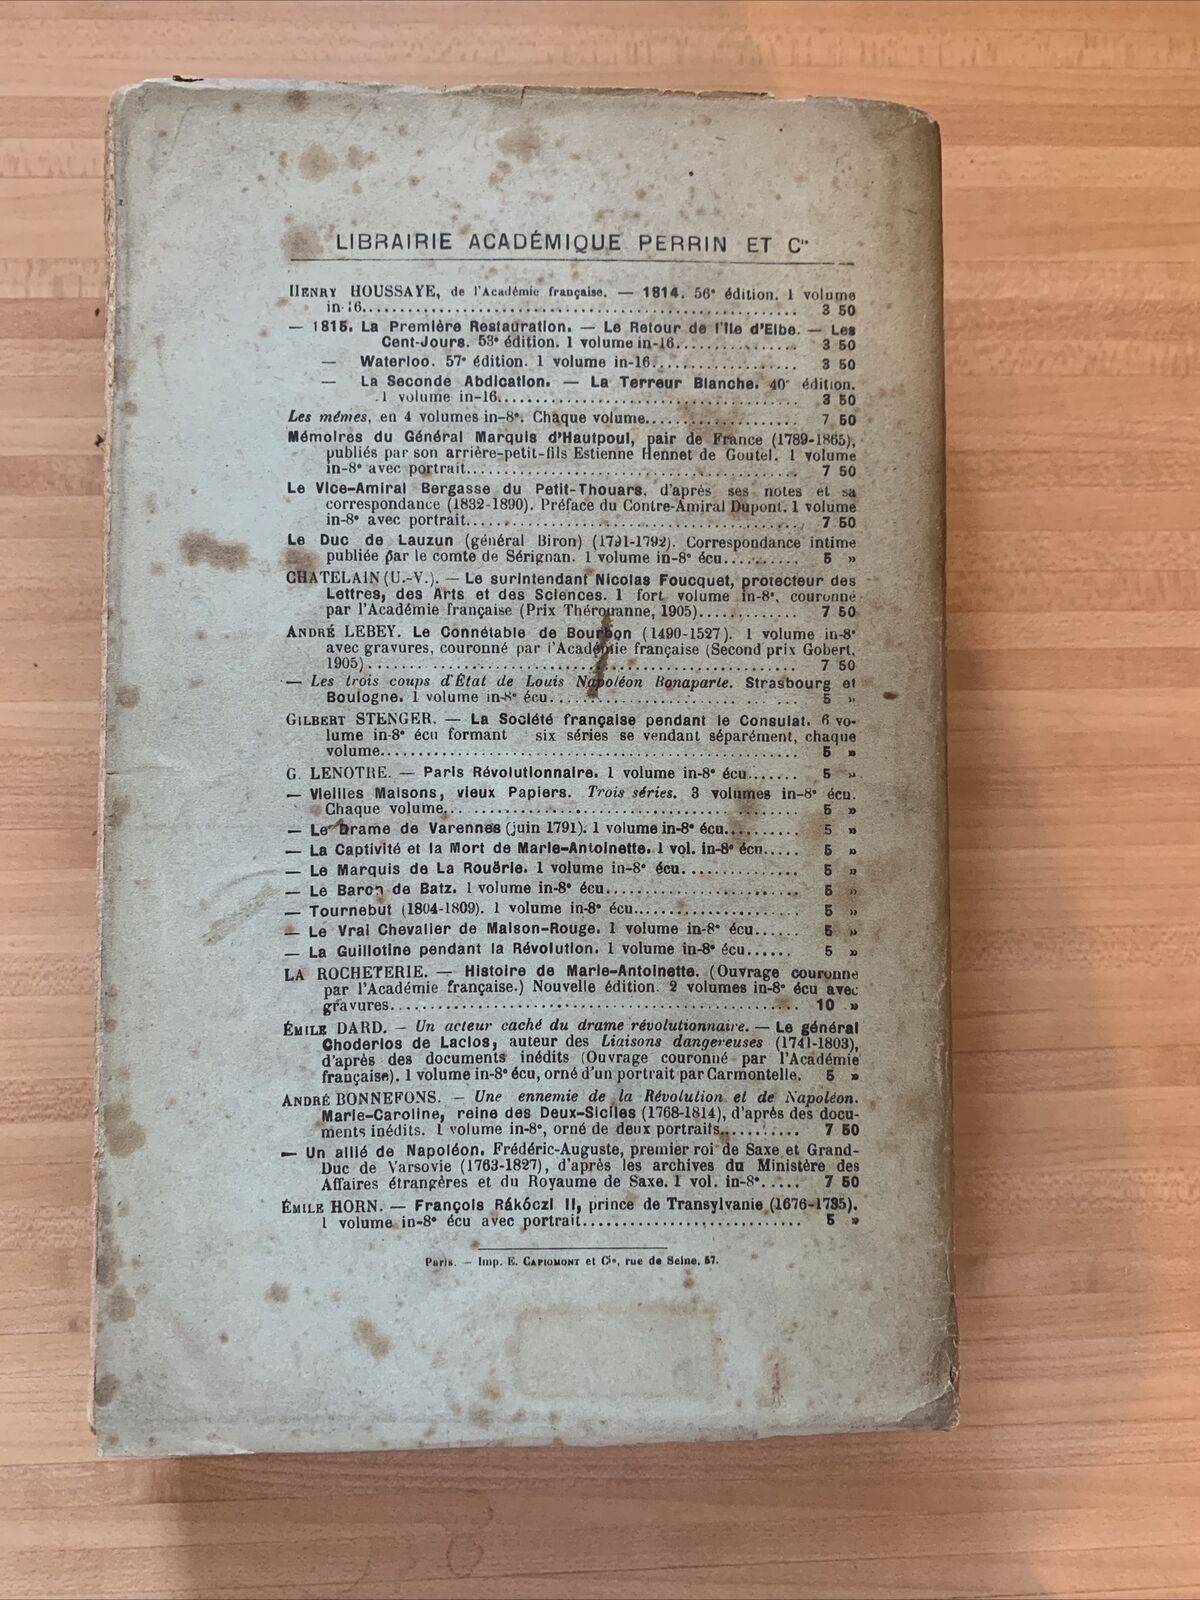 LIBRAIRIE ACADÉMIQUE PERRIN ET Cie
HENRY HOUSSAYE, de l'Académie française. — 1814. 56e édition. 1 volume
in-16........ 3 50
— 1815. La Première Restauration. — Le Retour de l'Ile d'Elbe. — Les
Cent-Jours. 53e édition. 1 volume in-16........ 3 50
— Waterloo. 57e édition. 1 volume in-16........ 3 50
— La Seconde Abdication. — La Terreur Blanche. 40e édition.
1 volume in-16........ 3 50
Les mêmes, en 4 volumes in-8e. Chaque volume........ 7 50
Mémoires du Général Marquis d'Hautpoul, pair de France (1789-1865),
publiés par son arrière-petit-fils Estienne Hennet de Goutel. 1 volume
in-8e avec portrait........ 7 50
Le Vice-Amiral Bergasse du Petit-Thouars, d'après ses notes et sa
correspondance (1832-1890). Préface du Contre-Amiral Dupont. 1 volume
in-8e avec portrait........ 7 50
Le Duc de Lauzun (général Biron) (1791-1792). Correspondance intime
publiée par le comte de Sérignan. 1 volume in-8e écu........ 5 »
CHATELAIN (U.-V.). — Le surintendant Nicolas Foucquet, protecteur des
Lettres, des Arts et des Sciences. 1 fort volume in-8e, couronné
par l'Académie française (Prix Thérouanne, 1905)........ 7 50
ANDRÉ LEBEY. Le Connétable de Bourbon (1490-1527). 1 volume in-8e
avec gravures, couronné par l'Académie française (Second prix Gobert,
1905)........ 7 50
— Les trois coups d'État de Louis Napoléon Bonaparte. Strasbourg et
Boulogne. 1 volume in-8e écu........ 5 »
GILBERT STENGER. — La Société française pendant le Consulat. 6 vo-
lume in-8e écu formant six séries se vendant séparément, chaque
volume........ 5 »
G. LENOTRE. — Paris Révolutionnaire. 1 volume in-8e écu....... 5 »
— Vieilles Maisons, vieux Papiers. Trois séries. 3 volumes in-8e écu.
Chaque volume........ 5 »
— Le Drame de Varennes (juin 1791). 1 volume in-8e écu........ 5 »
— La Captivité et la Mort de Marie-Antoinette. 1 vol. in-8e écu..... 5 »
— Le Marquis de La Rouërie. 1 volume in-8e écu........ 5 »
— Le Baron de Batz. 1 volume in-8e écu........ 5 »
— Tournebut (1804-1809). 1 volume in-8e écu........ 5 »
— Le Vrai Chevalier de Maison-Rouge. 1 volume in-8e écu...... 5 »
— La Guillotine pendant la Révolution. 1 volume in-8e écu...... 5 »
LA ROCHETERIE. — Histoire de Marie-Antoinette. (Ouvrage couronné
par l'Académie française.) Nouvelle édition. 2 volumes in-8e écu avec
gravures........ 10 »
ÉMILE DARD. — Un acteur caché du drame révolutionnaire. — Le général
Choderlos de Laclos, auteur des Liaisons dangereuses (1741-1803),
d'après des documents inédits (Ouvrage couronné par l'Académie
française). 1 volume in-8e écu, orné d'un portrait par Carmontelle. 5 »
ANDRÉ BONNEFONS. — Une ennemie de la Révolution et de Napoléon.
Marie-Caroline, reine des Deux-Siciles (1768-1814), d'après des docu-
ments inédits. 1 volume in-8e, orné de deux portraits........ 7 50
— Un allié de Napoléon. Frédéric-Auguste, premier roi de Saxe et Grand-
Duc de Varsovie (1763-1827), d'après les archives du Ministère des
Affaires étrangères et du Royaume de Saxe. 1 vol. in-8e..... 7 50
ÉMILE HORN. — François Rákóczi II, prince de Transylvanie (1676-1735).
1 volume in-8e écu avec portrait........ 5 »
Paris. — Imp. E. CAPIOMONT et Cie, rue de Seine, 57.